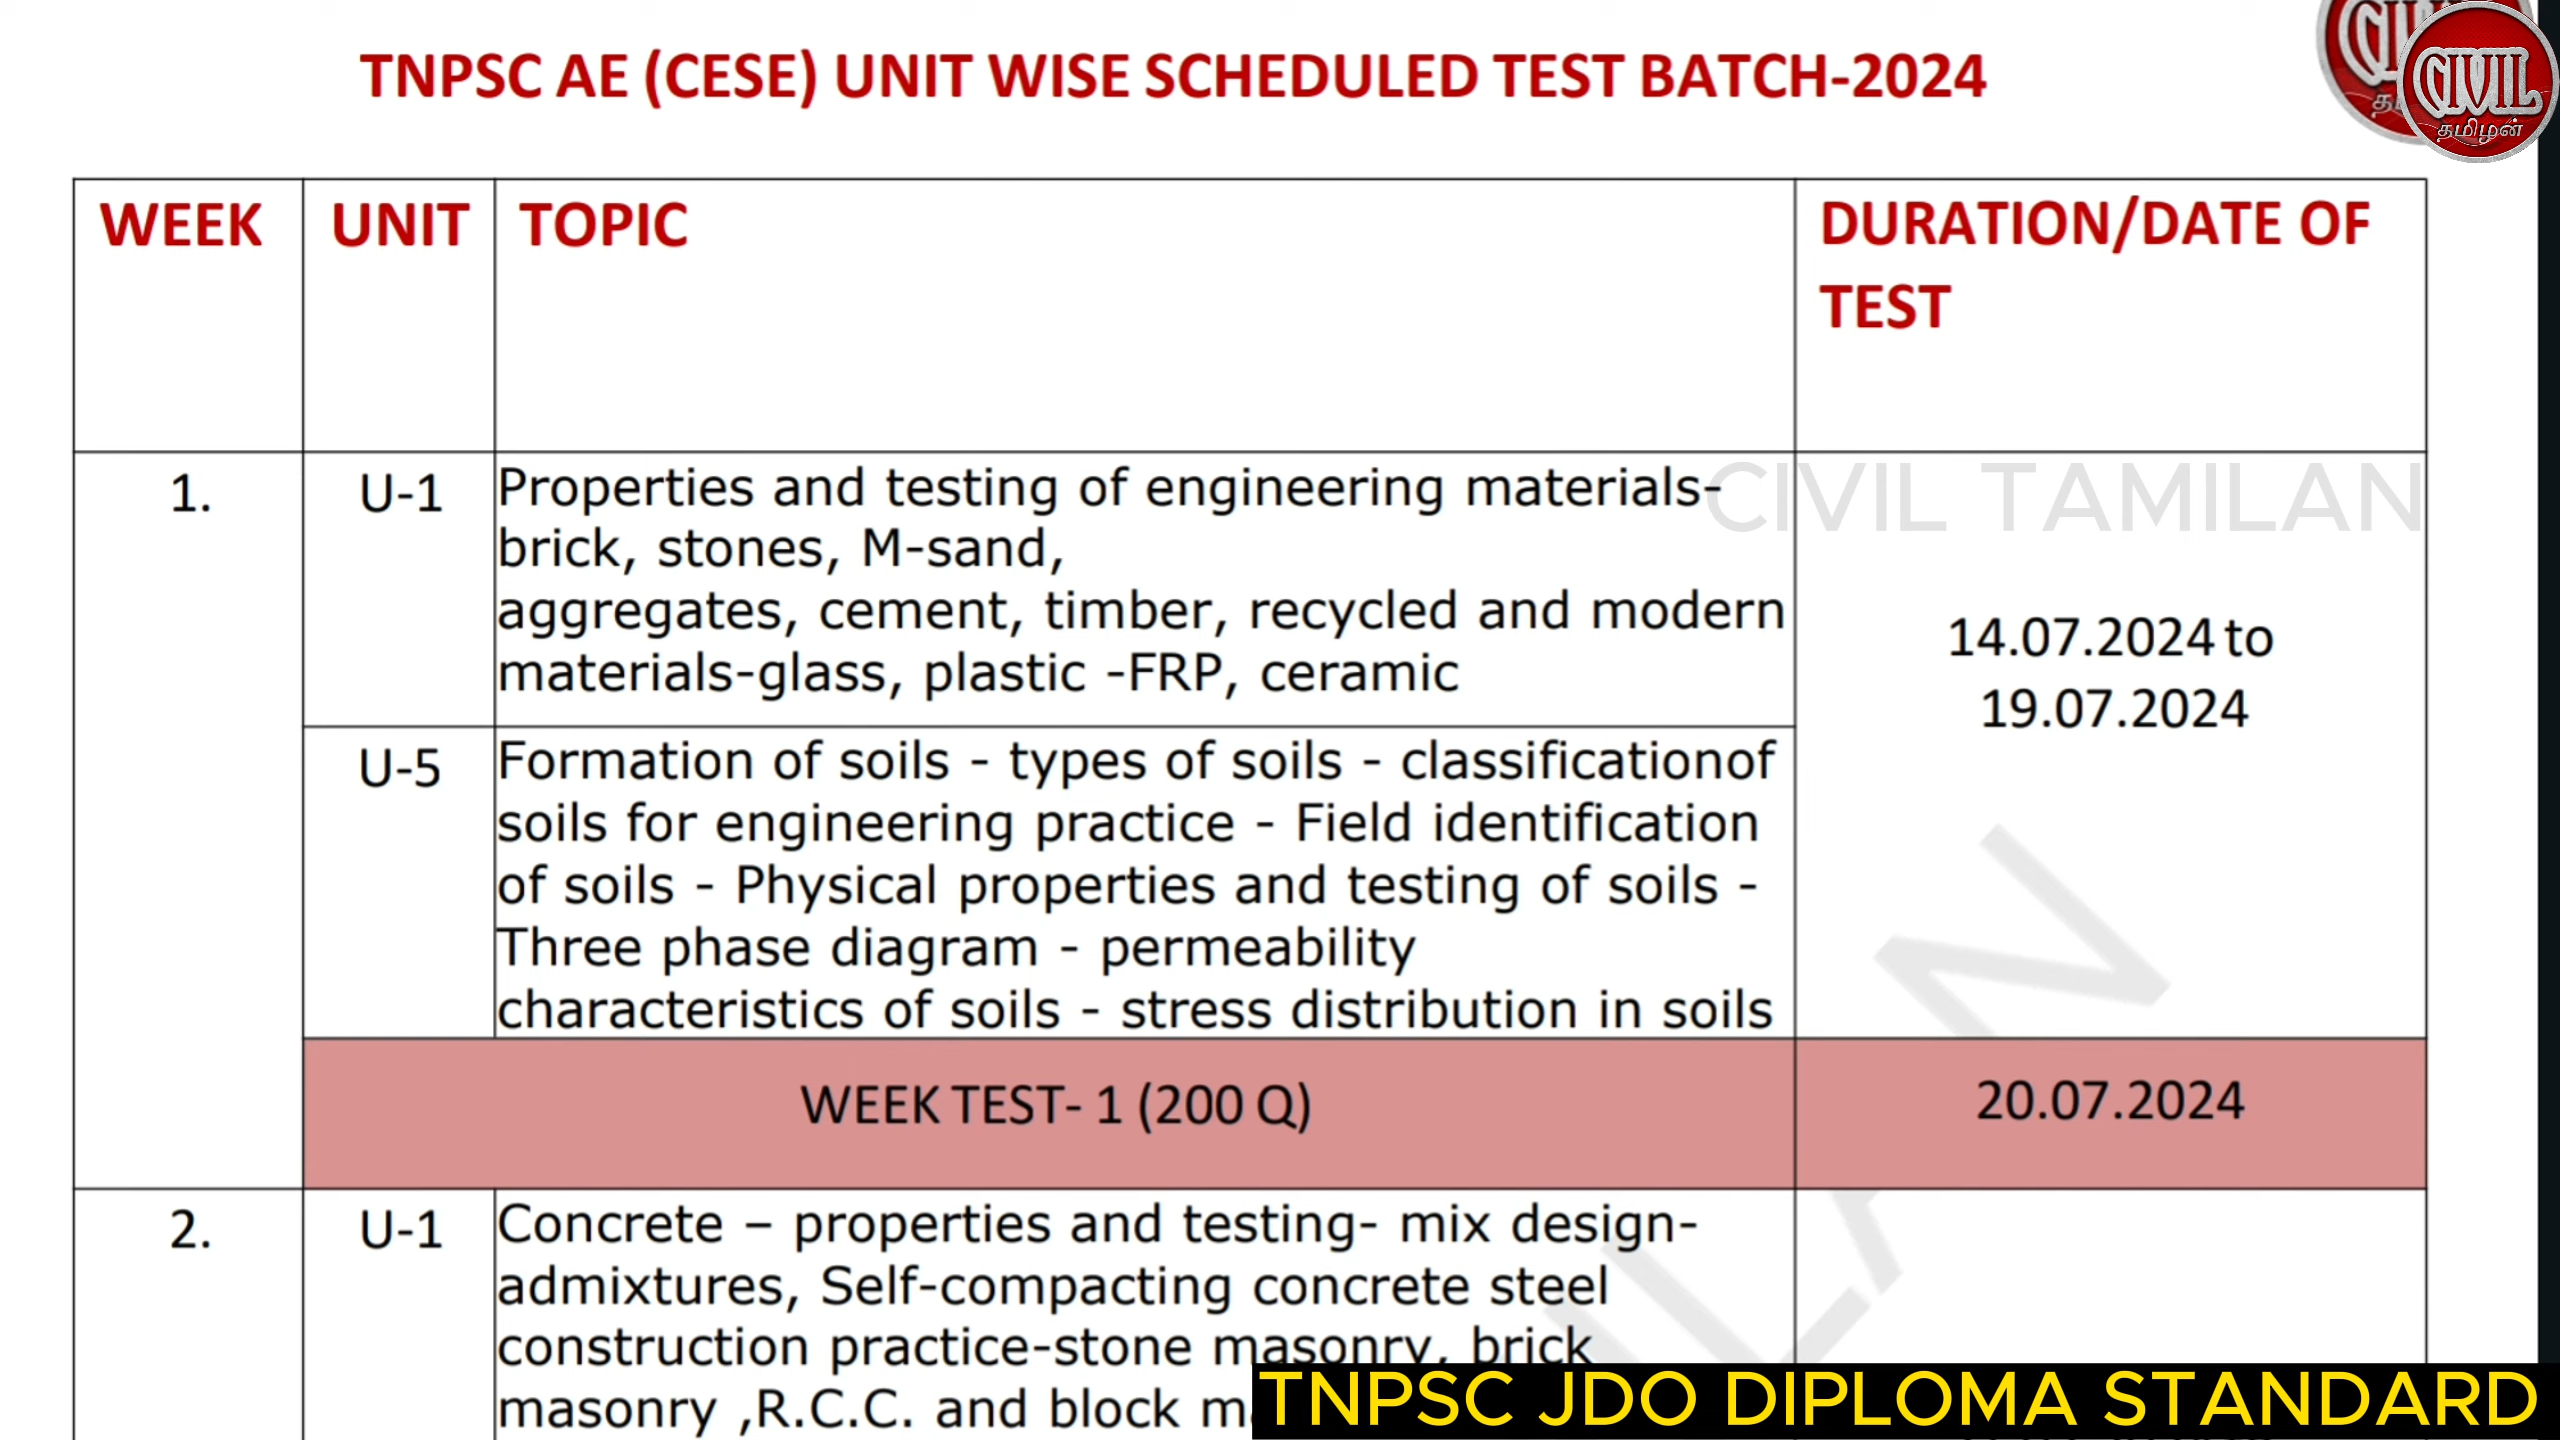 TNPSC AE (CESE) UNIT WISE SCHEDULED TEST BATCH-2024
CIVIL
தமிழன்
WEEK
UNIT
TOPIC
DURATION/DATE OF
TEST
CIVIL TAMILAN
1.
U-1
Properties and testing of engineering materials-
brick, stones, M-sand,
aggregates, cement, timber, recycled and modern
materials-glass, plastic -FRP, ceramic
14.07.2024 to
19.07.2024
U-5
Formation of soils - types of soils - classificationof
soils for engineering practice - Field identification
of soils - Physical properties and testing of soils -
Three phase diagram - permeability
characteristics of soils - stress distribution in soils
WEEK TEST- 1 (200 Q)
20.07.2024
2.
U-1
Concrete – properties and testing- mix design-
admixtures, Self-compacting concrete steel
construction practice-stone masonry, brick
masonry ,R.C.C. and block
TNPSC JDO DIPLOMA STANDARD